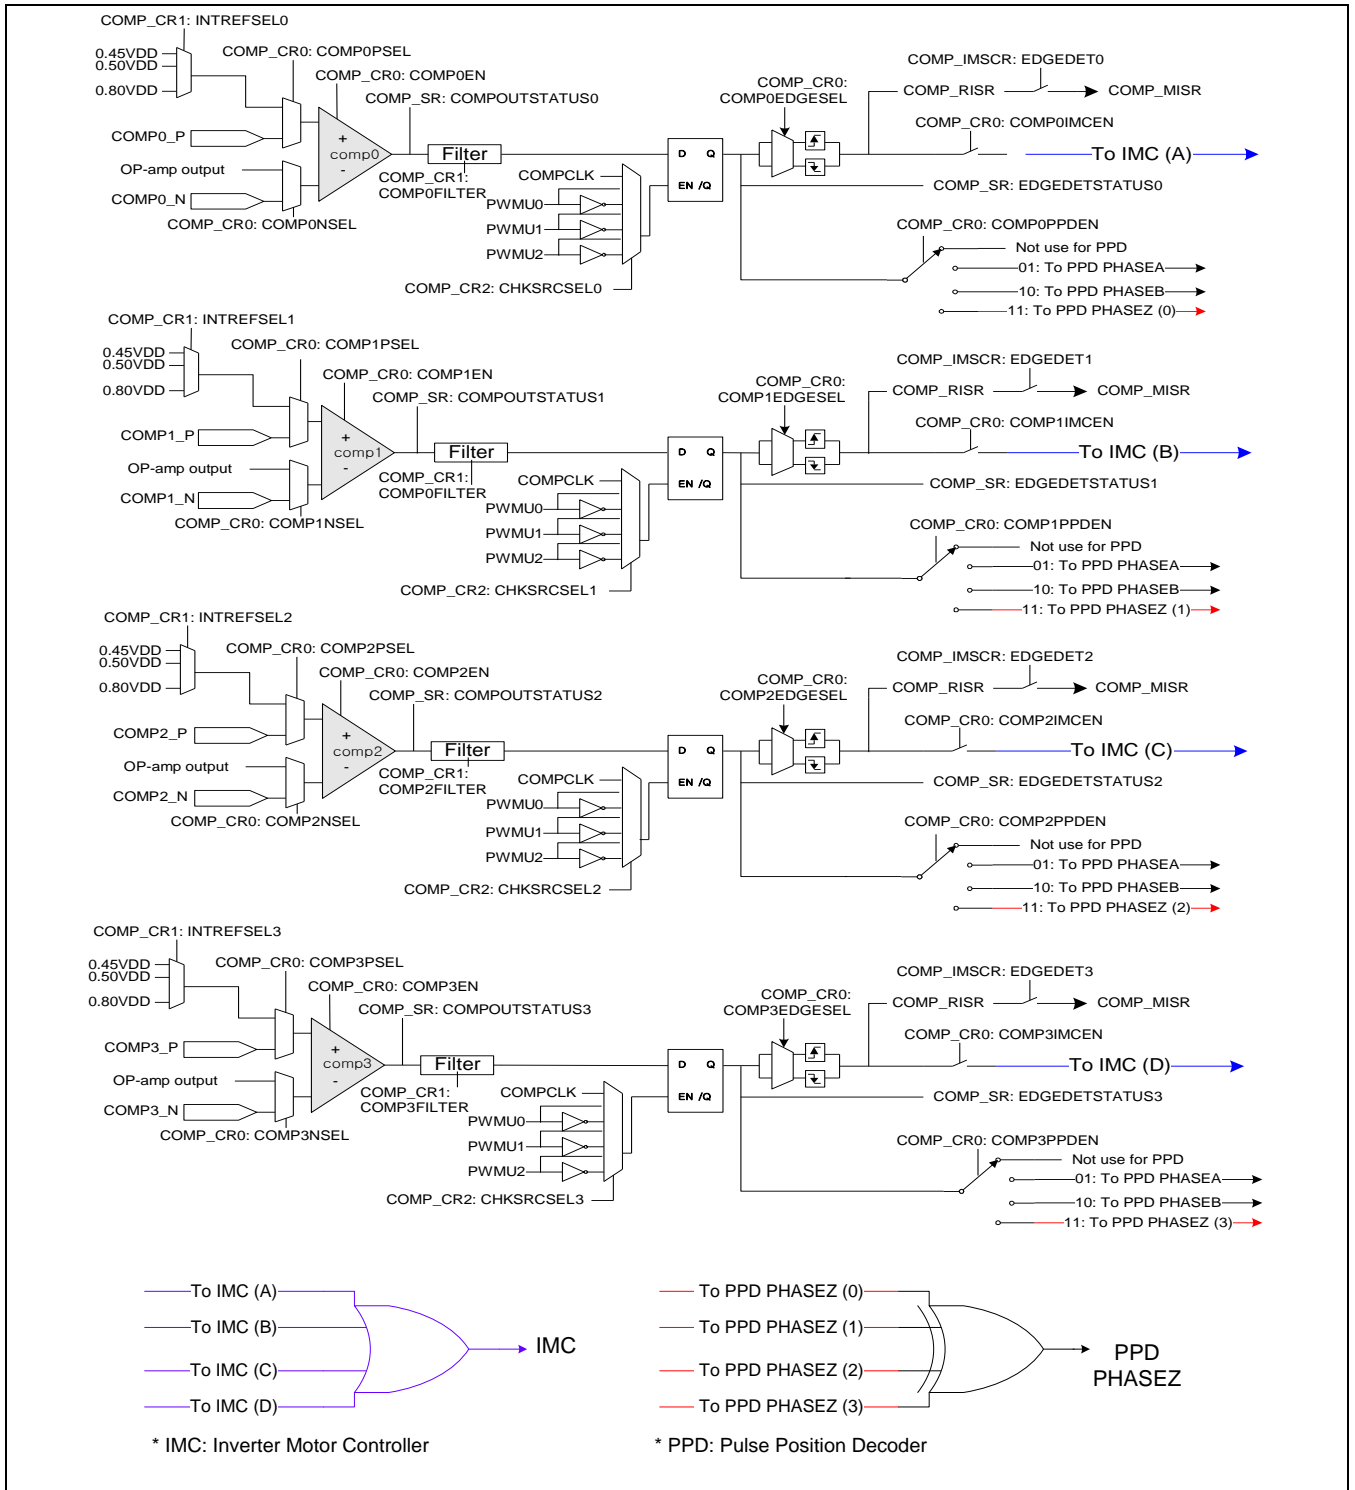 COMP_CR1: INTREFSEL0
0.45VDD
0.50VDD
0.80VDD
COMP_CR0: COMP0PSEL
COMP_CR0: COMP0EN
COMP_SR: COMPOUTSTATUS0
COMP0_P
OP-amp output
COMP0_N
COMP_CR0: COMP0NSEL
+
comp0
-
Filter
COMP_CR1:
COMP0FILTER
COMPCLK
PWMU0
PWMU1
PWMU2
COMP_CR2: CHKSRCSEL0
D Q
EN /Q
COMP_CR0:
COMP0EDGESEL
COMP_IMSCR: EDGEDET0
COMP_RISR
COMP_MISR
COMP_CR0: COMP0IMCEN
To IMC (A)
COMP_SR: EDGEDETSTATUS0
COMP_CR0: COMP0PPDEN
Not use for PPD
01: To PPD PHASEA
10: To PPD PHASEB
11: To PPD PHASEZ (0)
COMP_CR1: INTREFSEL1
0.45VDD
0.50VDD
0.80VDD
COMP_CR0: COMP1PSEL
COMP_CR0: COMP1EN
COMP_SR: COMPOUTSTATUS1
COMP1_P
OP-amp output
COMP1_N
COMP_CR0: COMP1NSEL
+
comp1
-
Filter
COMP_CR1:
COMP0FILTER
COMPCLK
PWMU0
PWMU1
PWMU2
COMP_CR2: CHKSRCSEL1
D Q
EN /Q
COMP_CR0:
COMP1EDGESEL
COMP_IMSCR: EDGEDET1
COMP_RISR
COMP_MISR
COMP_CR0: COMP1IMCEN
To IMC (B)
COMP_SR: EDGEDETSTATUS1
COMP_CR0: COMP1PPDEN
Not use for PPD
01: To PPD PHASEA
10: To PPD PHASEB
11: To PPD PHASEZ (1)
COMP_CR1: INTREFSEL2
0.45VDD
0.50VDD
0.80VDD
COMP_CR0: COMP2PSEL
COMP_CR0: COMP2EN
COMP_SR: COMPOUTSTATUS2
COMP2_P
OP-amp output
COMP2_N
COMP_CR0: COMP2NSEL
+
comp2
-
Filter
COMP_CR1:
COMP2FILTER
COMPCLK
PWMU0
PWMU1
PWMU2
COMP_CR2: CHKSRCSEL2
D Q
EN /Q
COMP_CR0:
COMP2EDGESEL
COMP_IMSCR: EDGEDET2
COMP_RISR
COMP_MISR
COMP_CR0: COMP2IMCEN
To IMC (C)
COMP_SR: EDGEDETSTATUS2
COMP_CR0: COMP2PPDEN
Not use for PPD
01: To PPD PHASEA
10: To PPD PHASEB
11: To PPD PHASEZ (2)
COMP_CR1: INTREFSEL3
0.45VDD
0.50VDD
0.80VDD
COMP_CR0: COMP3PSEL
COMP_CR0: COMP3EN
COMP_SR: COMPOUTSTATUS3
COMP3_P
OP-amp output
COMP3_N
COMP_CR0: COMP3NSEL
+
comp3
-
Filter
COMP_CR1:
COMP3FILTER
COMPCLK
PWMU0
PWMU1
PWMU2
COMP_CR2: CHKSRCSEL3
D Q
EN /Q
COMP_CR0:
COMP3EDGESEL
COMP_IMSCR: EDGEDET3
COMP_RISR
COMP_MISR
COMP_CR0: COMP3IMCEN
To IMC (D)
COMP_SR: EDGEDETSTATUS3
COMP_CR0: COMP3PPDEN
Not use for PPD
01: To PPD PHASEA
10: To PPD PHASEB
11: To PPD PHASEZ (3)
To IMC (A)
To IMC (B)
To IMC (C)
To IMC (D)
IMC
* IMC: Inverter Motor Controller
To PPD PHASEZ (0)
To PPD PHASEZ (1)
To PPD PHASEZ (2)
To PPD PHASEZ (3)
PPD
PHASEZ
* PPD: Pulse Position Decoder